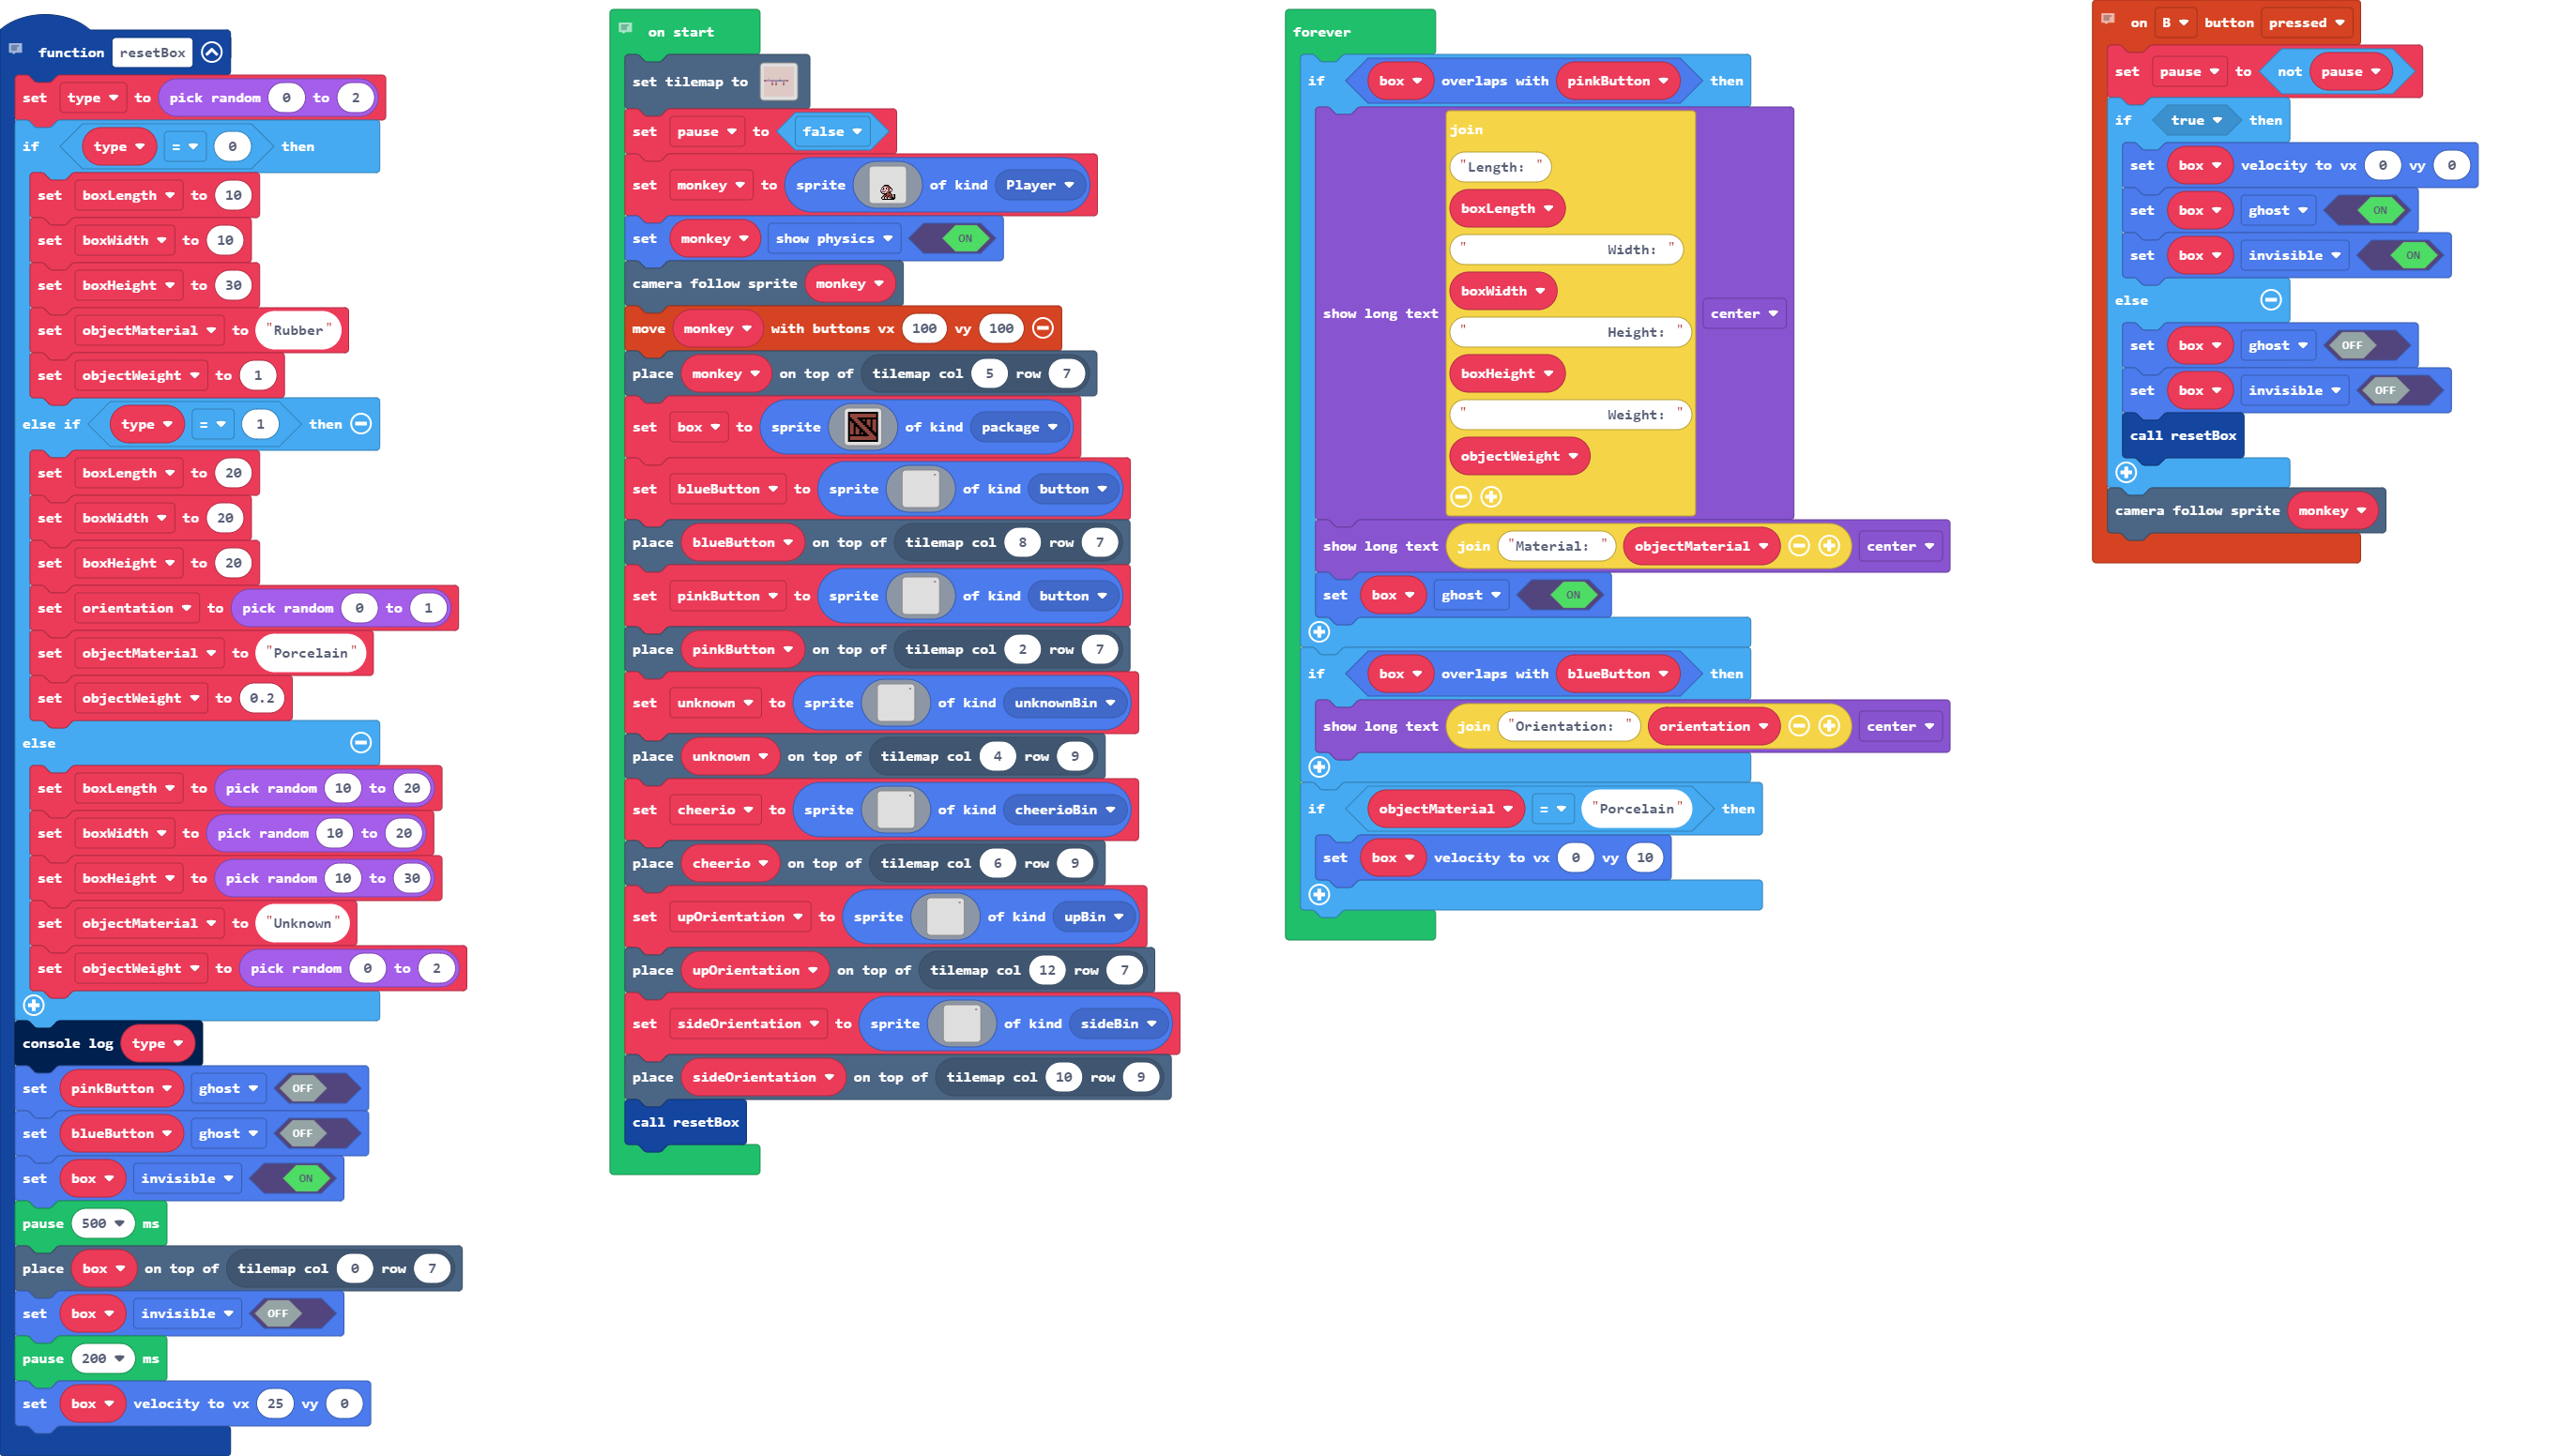 function resetBox
set type to pick random 0 to 2
if type = 0 then
set boxLength to 10
set boxWidth to 10
set boxHeight to 30
set objectMaterial to "Rubber"
set objectWeight to 1
else if type = 1 then
set boxLength to 20
set boxWidth to 20
set boxHeight to 20
set orientation to pick random 0 to 1
set objectMaterial to "Porcelain"
set objectWeight to 0.2
else
set boxLength to pick random 10 to 20
set boxWidth to pick random 10 to 20
set boxHeight to pick random 10 to 30
set objectMaterial to "Unknown"
set objectWeight to pick random 0 to 2
console log type
set pinkButton ghost OFF
set blueButton ghost OFF
set box invisible ON
pause 500 ms
place box on top of tilemap col 0 row 7
set box invisible OFF
pause 200 ms
set box velocity to vx 25 vy 0
on start
set tilemap to
set pause to false
set monkey to sprite of kind Player
set monkey show physics ON
camera follow sprite monkey
move monkey with buttons vx 100 vy 100
place monkey on top of tilemap col 5 row 7
set box to sprite of kind package
set blueButton to sprite of kind button
place blueButton on top of tilemap col 8 row 7
set pinkButton to sprite of kind button
place pinkButton on top of tilemap col 2 row 7
set unknown to sprite of kind unknownBin
place unknown on top of tilemap col 4 row 9
set cheerio to sprite of kind cheerioBin
place cheerio on top of tilemap col 6 row 9
set upOrientation to sprite of kind upBin
place upOrientation on top of tilemap col 12 row 7
set sideOrientation to sprite of kind sideBin
place sideOrientation on top of tilemap col 10 row 9
call resetBox
forever
if box overlaps with pinkButton then
show long text join "Length: " boxLength " Width: " boxWidth " Height: " boxHeight " Weight: " objectWeight center
show long text join "Material: " objectMaterial center
set box ghost ON
if box overlaps with blueButton then
show long text join "Orientation: " orientation center
if objectMaterial = "Porcelain" then
set box velocity to vx 0 vy 10
on B button pressed
set pause to not pause
if true then
set box velocity to vx 0 vy 0
set box ghost ON
set box invisible ON
else
set box ghost OFF
set box invisible OFF
call resetBox
camera follow sprite monkey